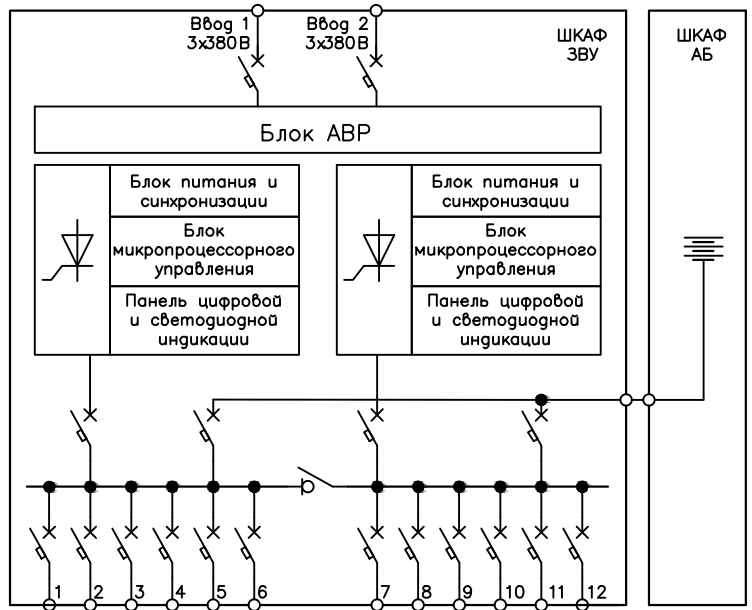 Ввод 1
3x380В
Ввод 2
3x380В
ШКАФ
ЗВУ
ШКАФ
АБ
Блок АВР
Блок питания и
синхронизации
Блок
микропроцессорного
управления
Панель цифровой
и светодиодной
индикации
Блок питания и
синхронизации
Блок
микропроцессорного
управления
Панель цифровой
и светодиодной
индикации
1 2 3 4 5 6 7 8 9 10 11 12